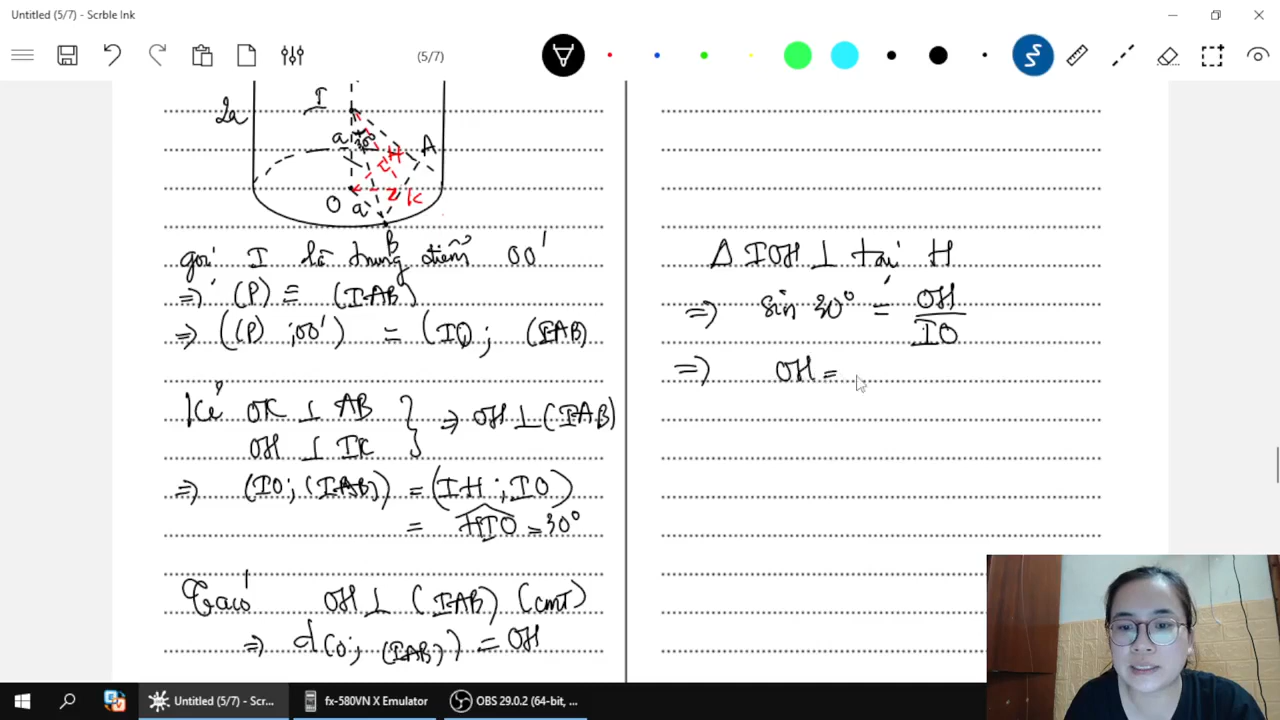 Untitled (5/7) - Scrble Ink
(5/7)
I
2a
a
30°
H
A
O
a
K
B
gọi I là trung điểm OO'
=> (P) ≡ (IAB)
=> ((P) ; OO') = (IO ; (IAB)
Kẻ OK ⊥ AB
OH ⊥ IK
} => OH ⊥ (IAB)
=> (IO; (IAB)) = (IH ; IO)
= HIO = 30°
Ta có OH ⊥ (IAB) (cmt)
=> d(O; (IAB)) = OH
Δ IOH ⊥ tại H
=> sin 30° = OH/IO
=> OH =
Untitled (5/7) - Scr...
fx-580VN X Emulator
OBS 29.0.2 (64-bit, ...